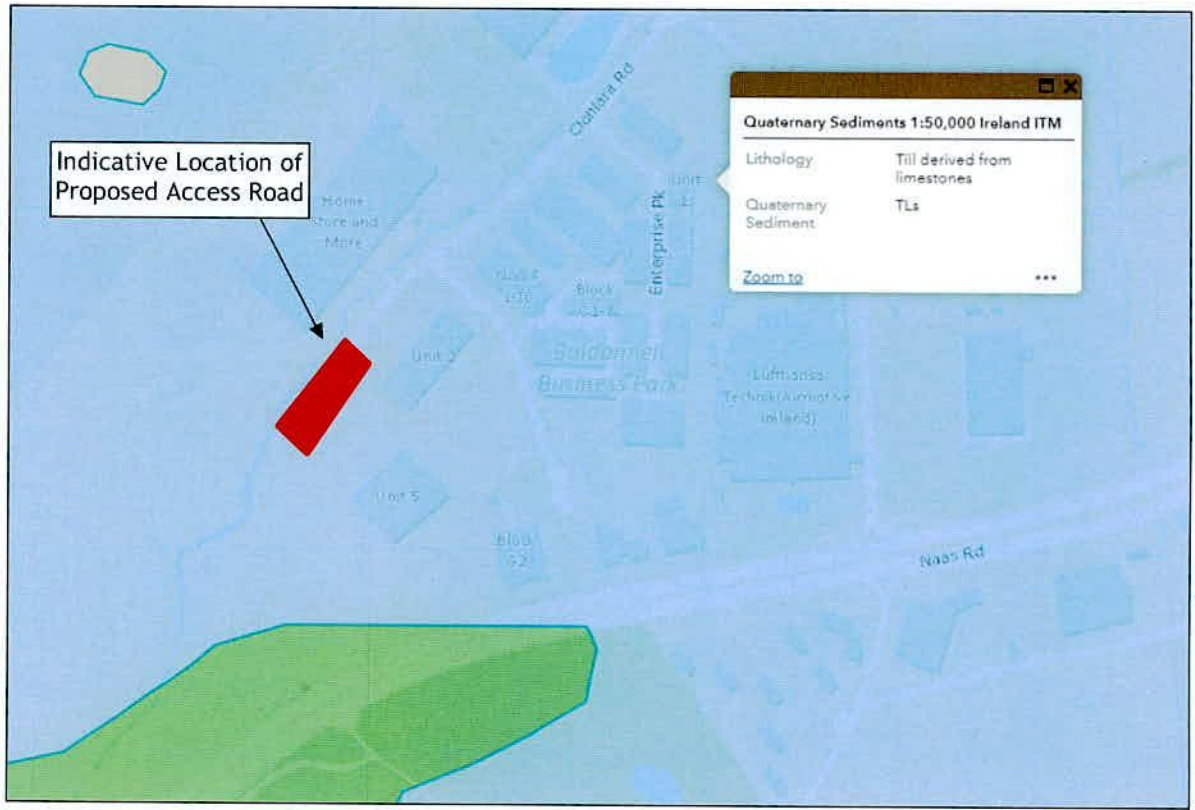 Clontara Rd
Quaternary Sediments 1:50,000 Ireland ITM
Lithology
Till derived from
limestones
Quaternary
Sediment
TLs
Zoom to
Indicative Location of
Proposed Access Road
Home
Store and
More
Unit
Enterprise Pk
Block
Unit 2
Baldonnell
Business Park
Lufthansa
Technik(Airmotive
Ireland)
Unit 5
Naas Rd